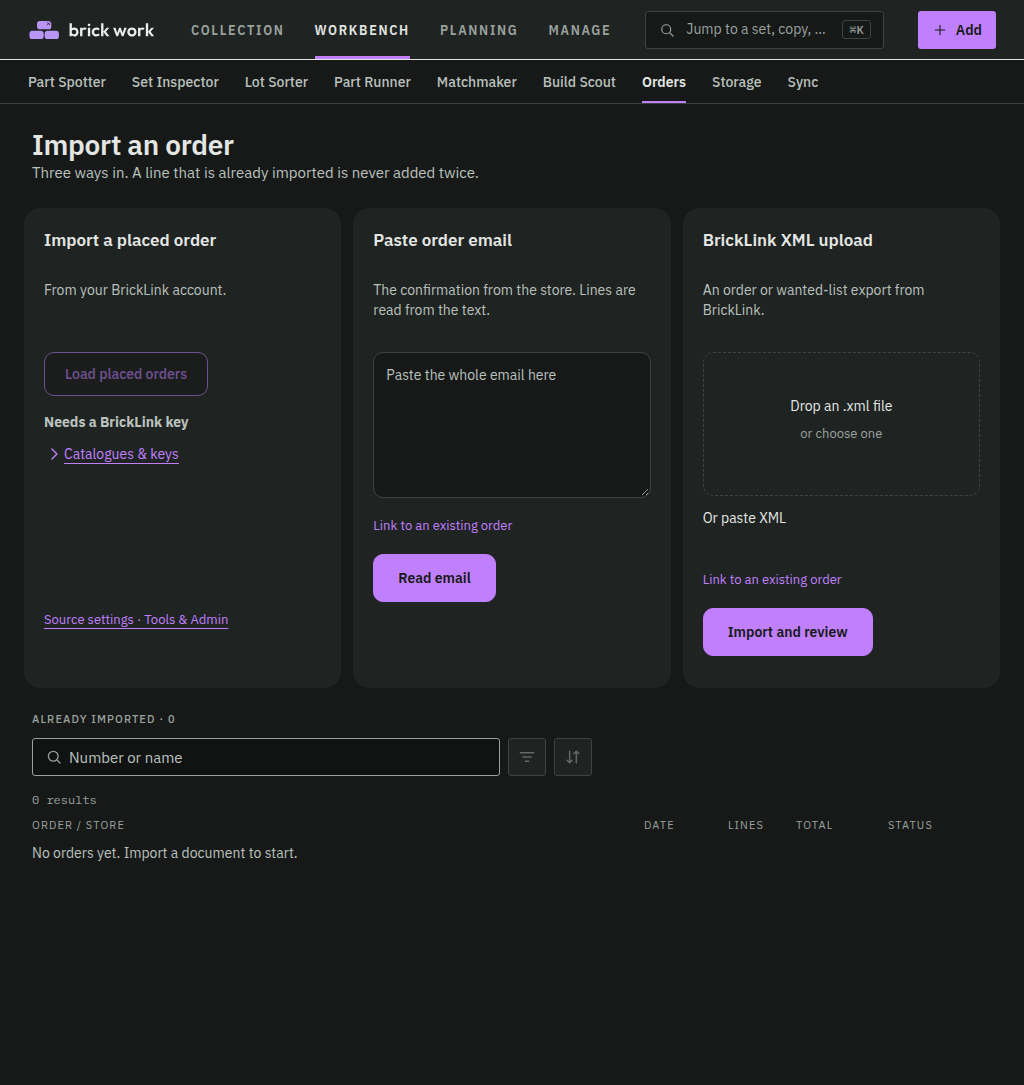 brick work
COLLECTION
WORKBENCH
PLANNING
MANAGE
Jump to a set, copy, ...
⌘K
Add
Part Spotter
Set Inspector
Lot Sorter
Part Runner
Matchmaker
Build Scout
Orders
Storage
Sync
Import an order
Three ways in. A line that is already imported is never added twice.
Import a placed order
From your BrickLink account.
Load placed orders
Needs a BrickLink key
Catalogues & keys
Source settings · Tools & Admin
Paste order email
The confirmation from the store. Lines are
read from the text.
Paste the whole email here
Link to an existing order
Read email
BrickLink XML upload
An order or wanted-list export from
BrickLink.
Drop an .xml file
or choose one
Or paste XML
Link to an existing order
Import and review
ALREADY IMPORTED · 0
Number or name
0 results
ORDER / STORE
DATE
LINES
TOTAL
STATUS
No orders yet. Import a document to start.